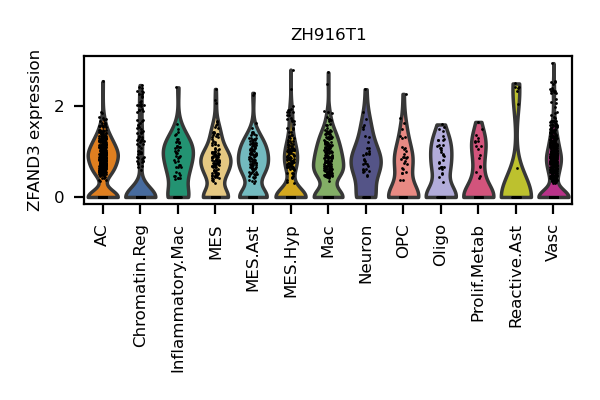 ZH916T1
ZFAND3 expression
2
0
AC
Chromatin.Reg
Inflammatory.Mac
MES
MES.Ast
MES.Hyp
Mac
Neuron
OPC
Oligo
Prolif.Metab
Reactive.Ast
Vasc